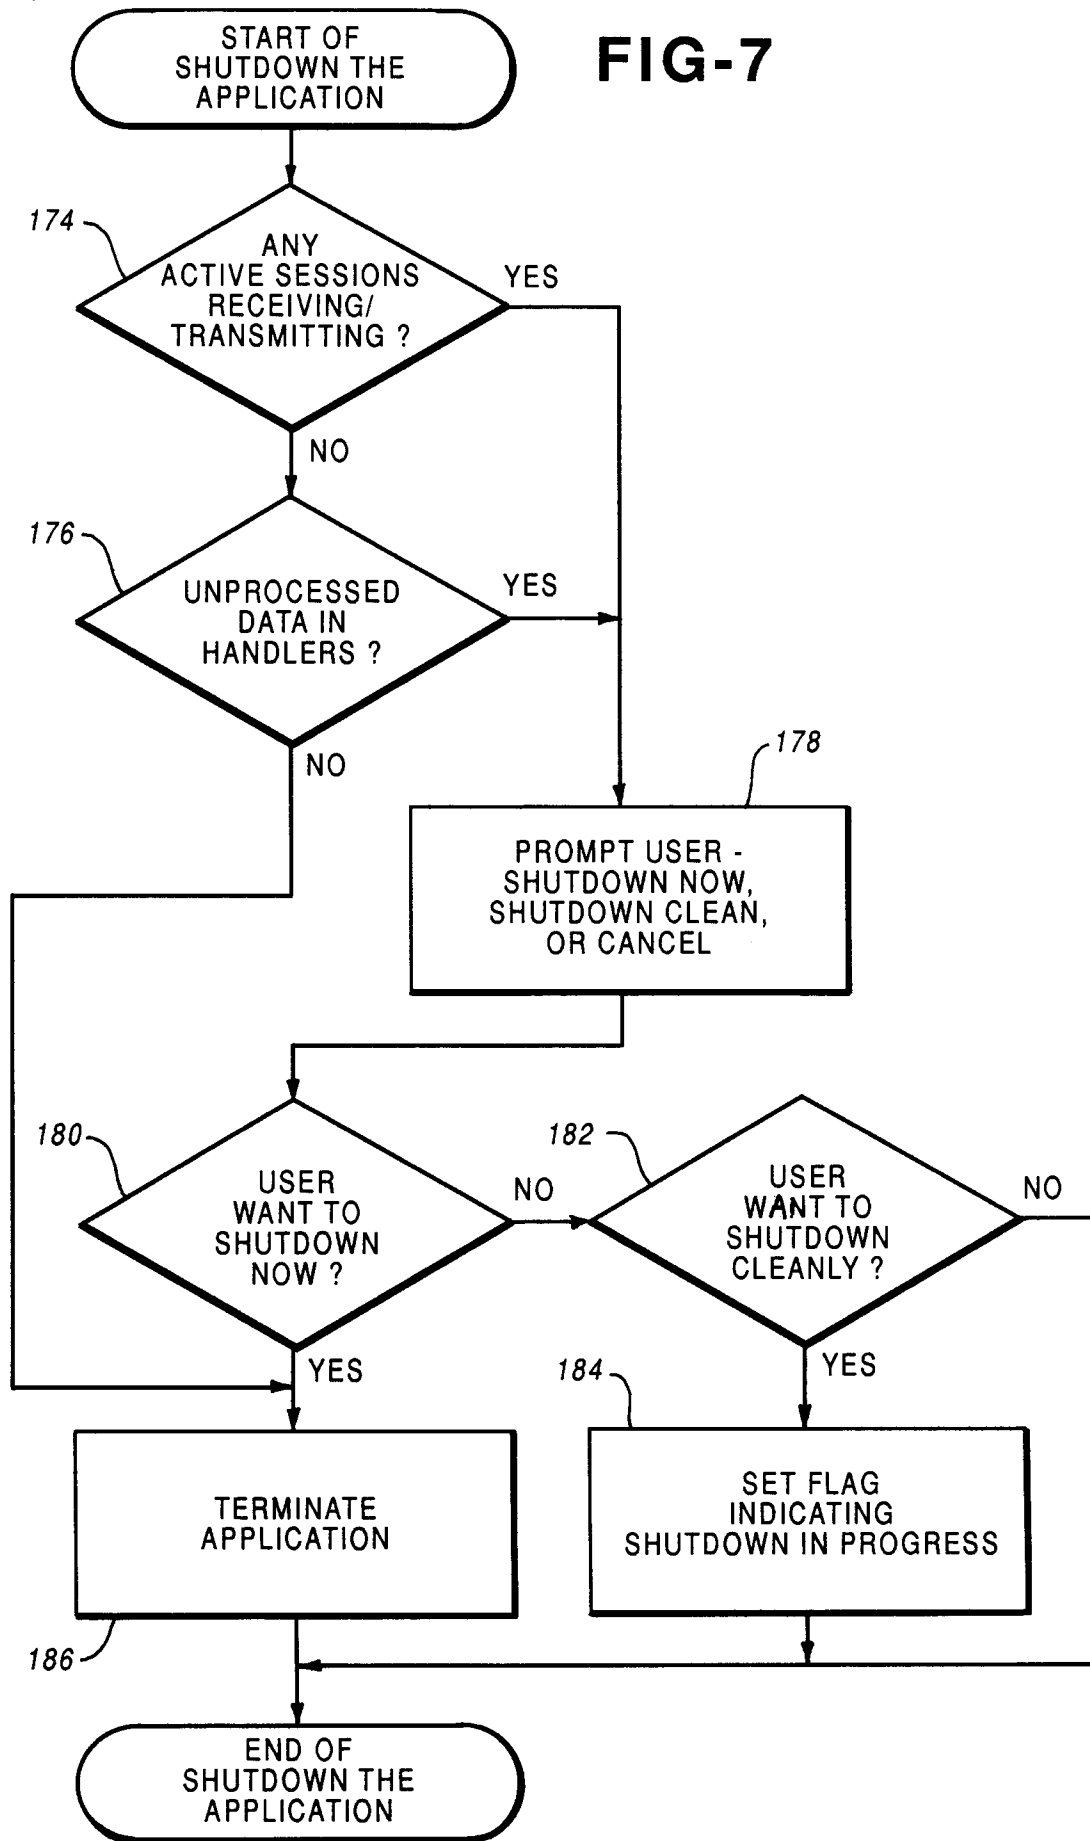 START OF
SHUTDOWN THE
APPLICATION
FIG-7
174
ANY
ACTIVE SESSIONS
RECEIVING/
TRANSMITTING ?
YES
NO
176
UNPROCESSED
DATA IN
HANDLERS ?
YES
NO
178
PROMPT USER -
SHUTDOWN NOW,
SHUTDOWN CLEAN,
OR CANCEL
180
USER
WANT TO
SHUTDOWN
NOW ?
NO
182
USER
WANT TO
SHUTDOWN
CLEANLY ?
NO
YES
YES
184
TERMINATE
APPLICATION
SET FLAG
INDICATING
SHUTDOWN IN PROGRESS
186
END OF
SHUTDOWN THE
APPLICATION